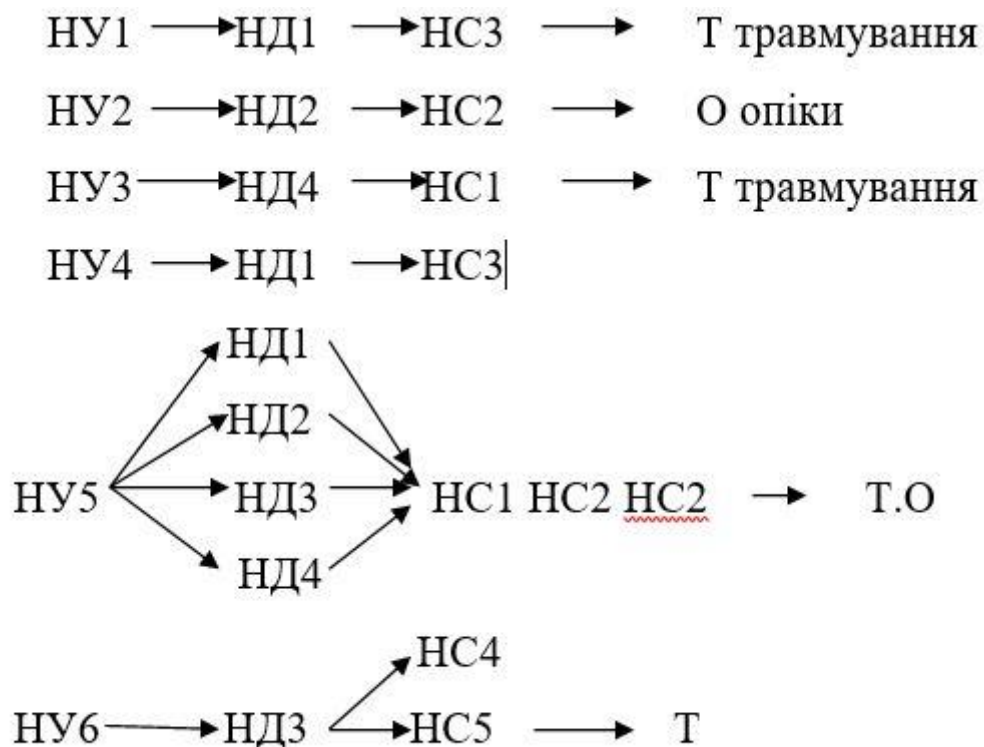 НУ1 НД1 НС3 Т травмування
НУ2 НД2 НС2 О опіки
НУ3 НД4 НС1 Т травмування
НУ4 НД1 НС3
НД1
НД2
НУ5 НД3 НС1 НС2 НС2 Т.О
НД4
НС4
НУ6 НД3 НС5 Т